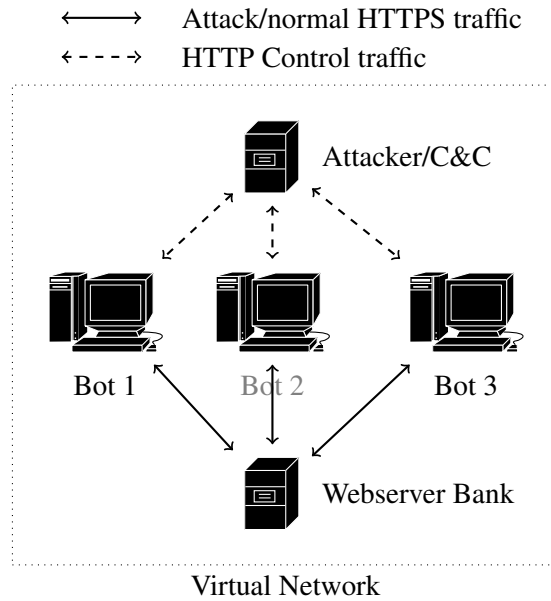 Attack/normal HTTPS traffic
HTTP Control traffic
Attacker/C&C
Bot 1
Bot 2
Bot 3
Webserver Bank
Virtual Network